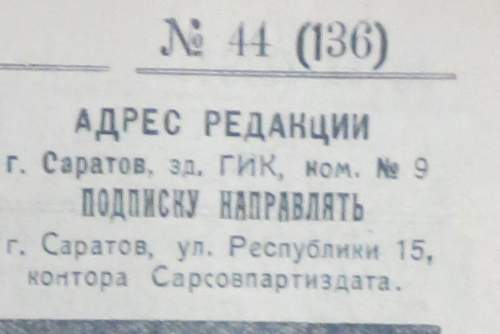 № 44 (136)
АДРЕС РЕДАКЦИИ
г. Саратов, зд. ГИК, ком. № 9
ПОДПИСКУ НАПРАВЛЯТЬ
г. Саратов, ул. Республики 15,
контора Сарсовпартиздата.